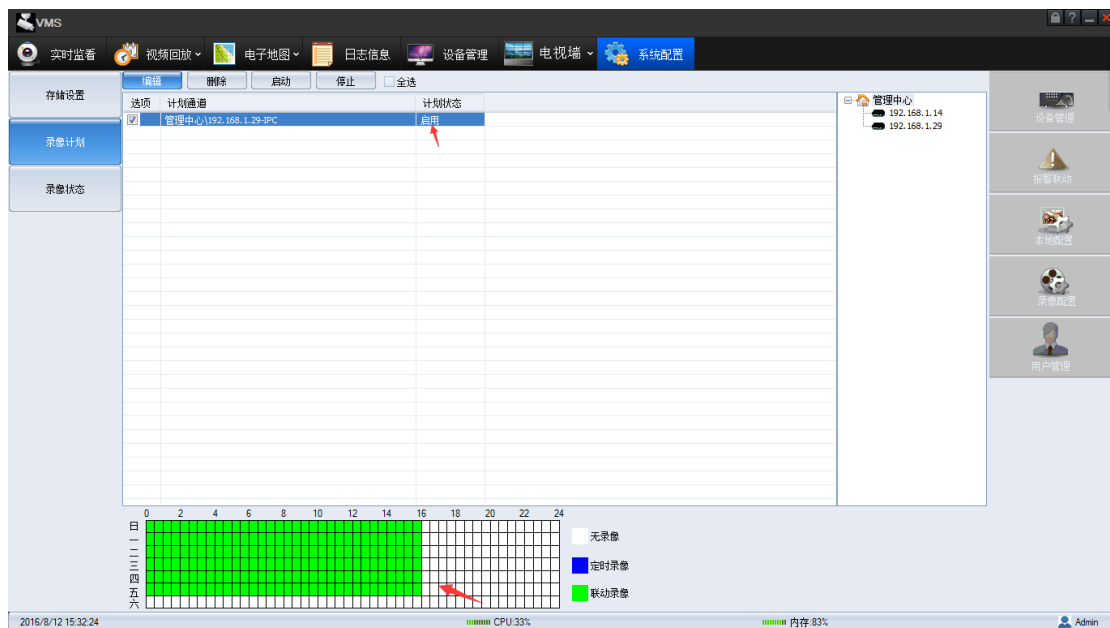 VMS
实时监看 视频回放 电子地图 日志信息 设备管理 电视墙 系统配置
编辑 删除 启动 停止 全选
存储设置
录像计划
录像状态
选项 计划通道 计划状态
管理中心\192.168.1.29-IPC 启用
管理中心
192.168.1.14
192.168.1.29
设备管理
报警联动
本地配置
录像配置
用户管理
0 2 4 6 8 10 12 14 16 18 20 22 24
日
一
二
三
四
五
六
无录像
定时录像
联动录像
2016/8/12 15:32:24 CPU:33% 内存:83% Admin